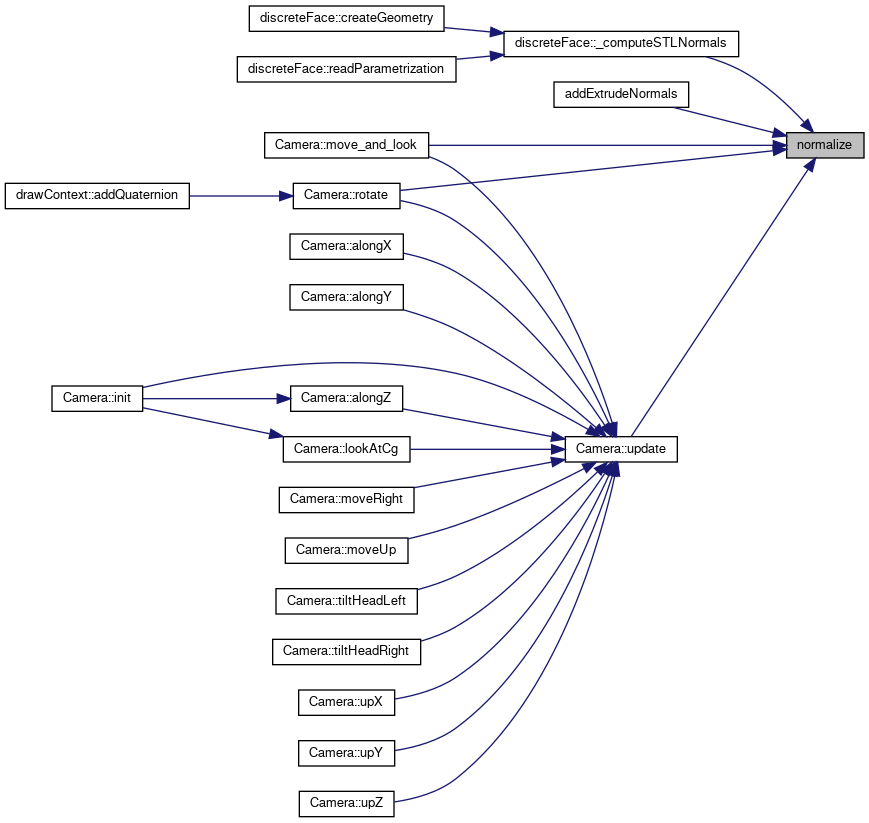 discreteFace::createGeometry
discreteFace::_computeSTLNormals
discreteFace::readParametrization
addExtrudeNormals
normalize
Camera::move_and_look
drawContext::addQuaternion
Camera::rotate
Camera::alongX
Camera::alongY
Camera::init
Camera::alongZ
Camera::lookAtCg
Camera::update
Camera::moveRight
Camera::moveUp
Camera::tiltHeadLeft
Camera::tiltHeadRight
Camera::upX
Camera::upY
Camera::upZ